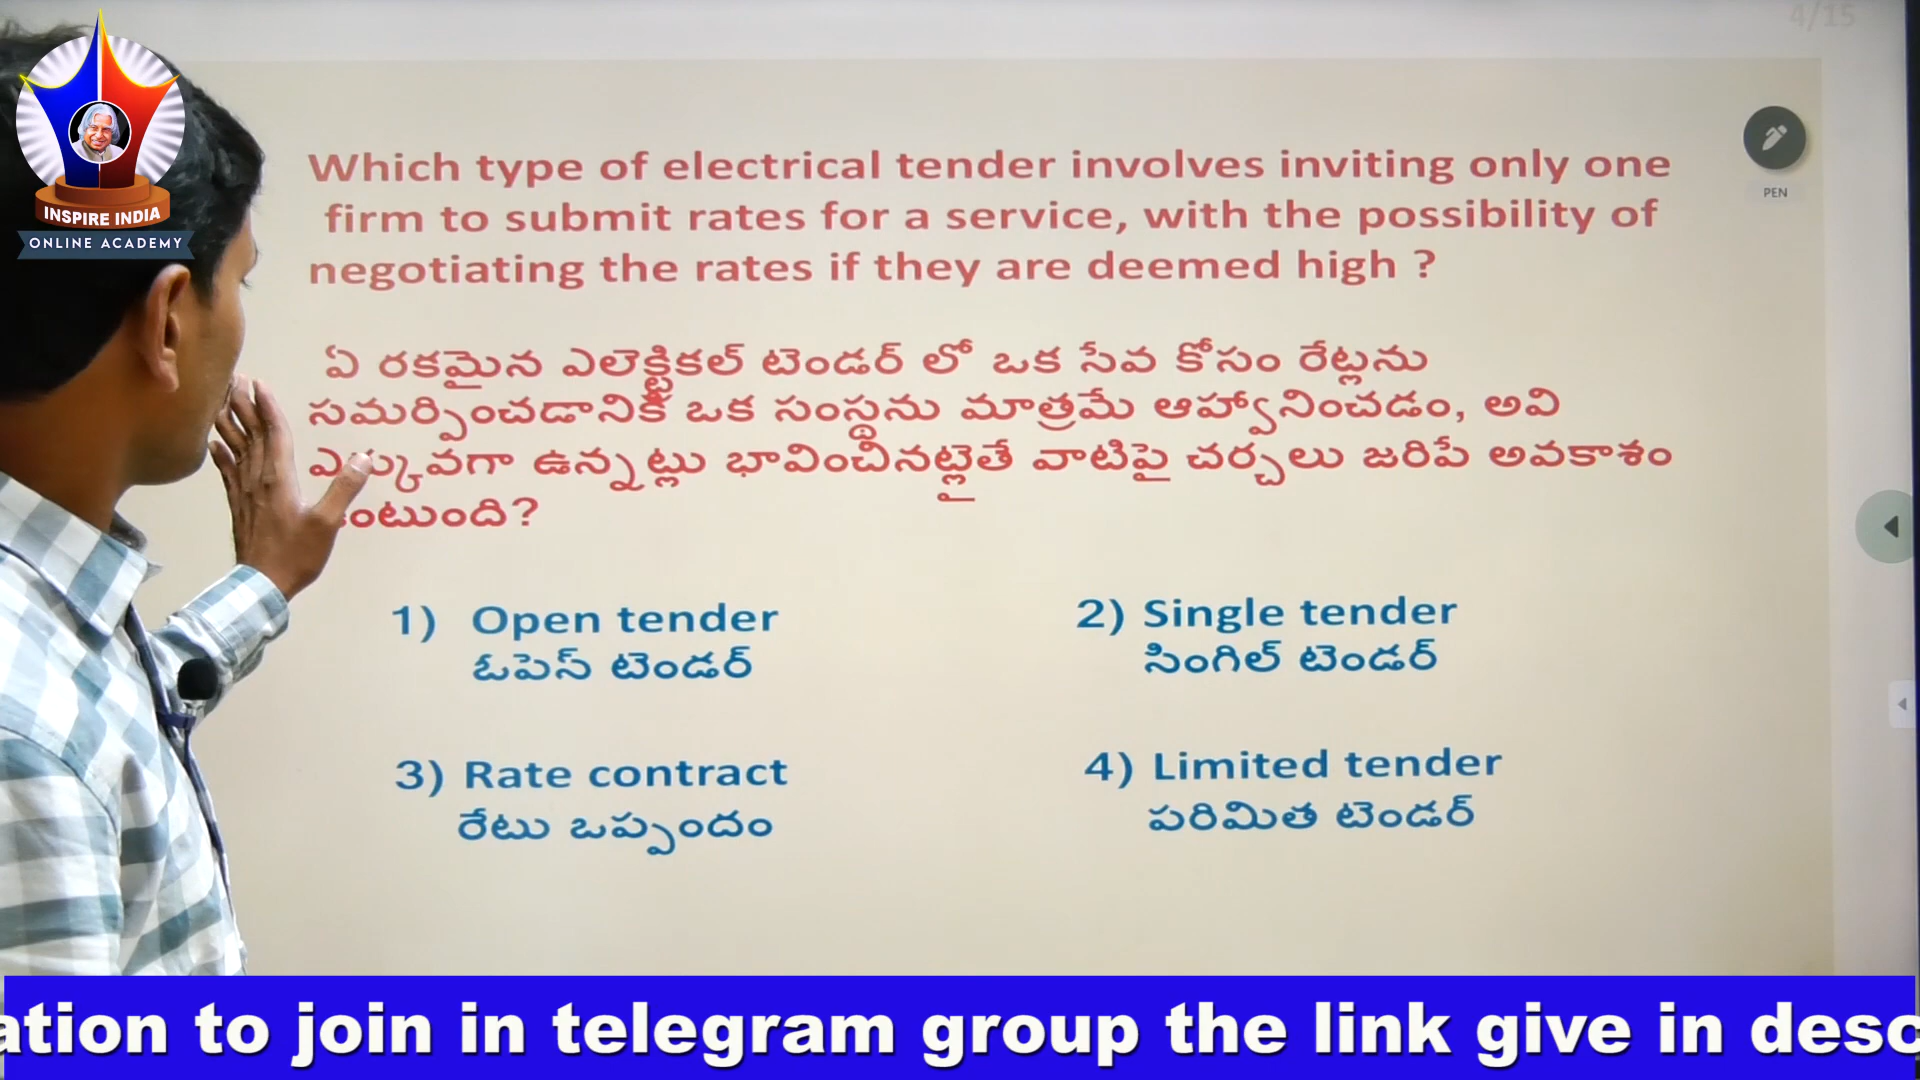 4/15
INSPIRE INDIA
ONLINE ACADEMY
PEN
Which type of electrical tender involves inviting only one
firm to submit rates for a service, with the possibility of
negotiating the rates if they are deemed high ?
ఏ రకమైన ఎలెక్ట్రికల్ టెండర్ లో ఒక సేవ కోసం రేట్లను
సమర్పించడానికి ఒక సంస్థను మాత్రమే ఆహ్వానించడం, అవి
ఎక్కువగా ఉన్నట్లు భావించినట్లైతే వాటిపై చర్చలు జరిపే అవకాశం
ఉంటుంది?
1) Open tender
ఓపెస్ టెండర్
2) Single tender
సింగిల్ టెండర్
3) Rate contract
రేటు ఒప్పందం
4) Limited tender
పరిమిత టెండర్
ation to join in telegram group the link give in desc